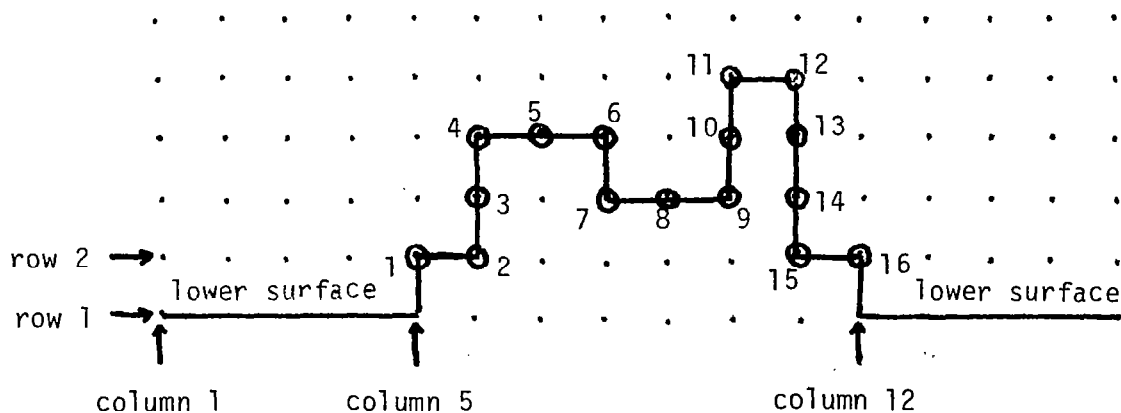 11 12
4 5 6 10 13
3 7 8 9 14
row 2 1 2 15 16
lower surface lower surface
row 1
column 1 column 5 column 12